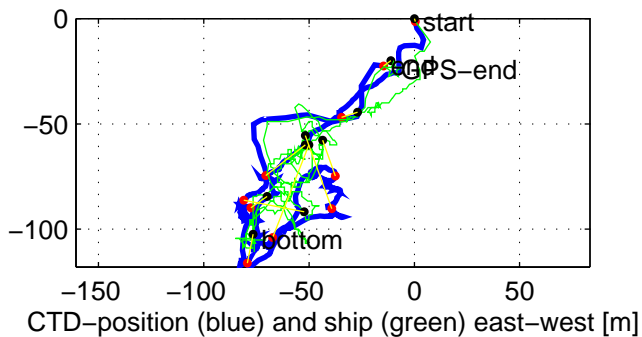 0
start
end
GPS−end
−50
−100
bottom
−150 −100 −50 0 50
CTD−position (blue) and ship (green) east−west [m]